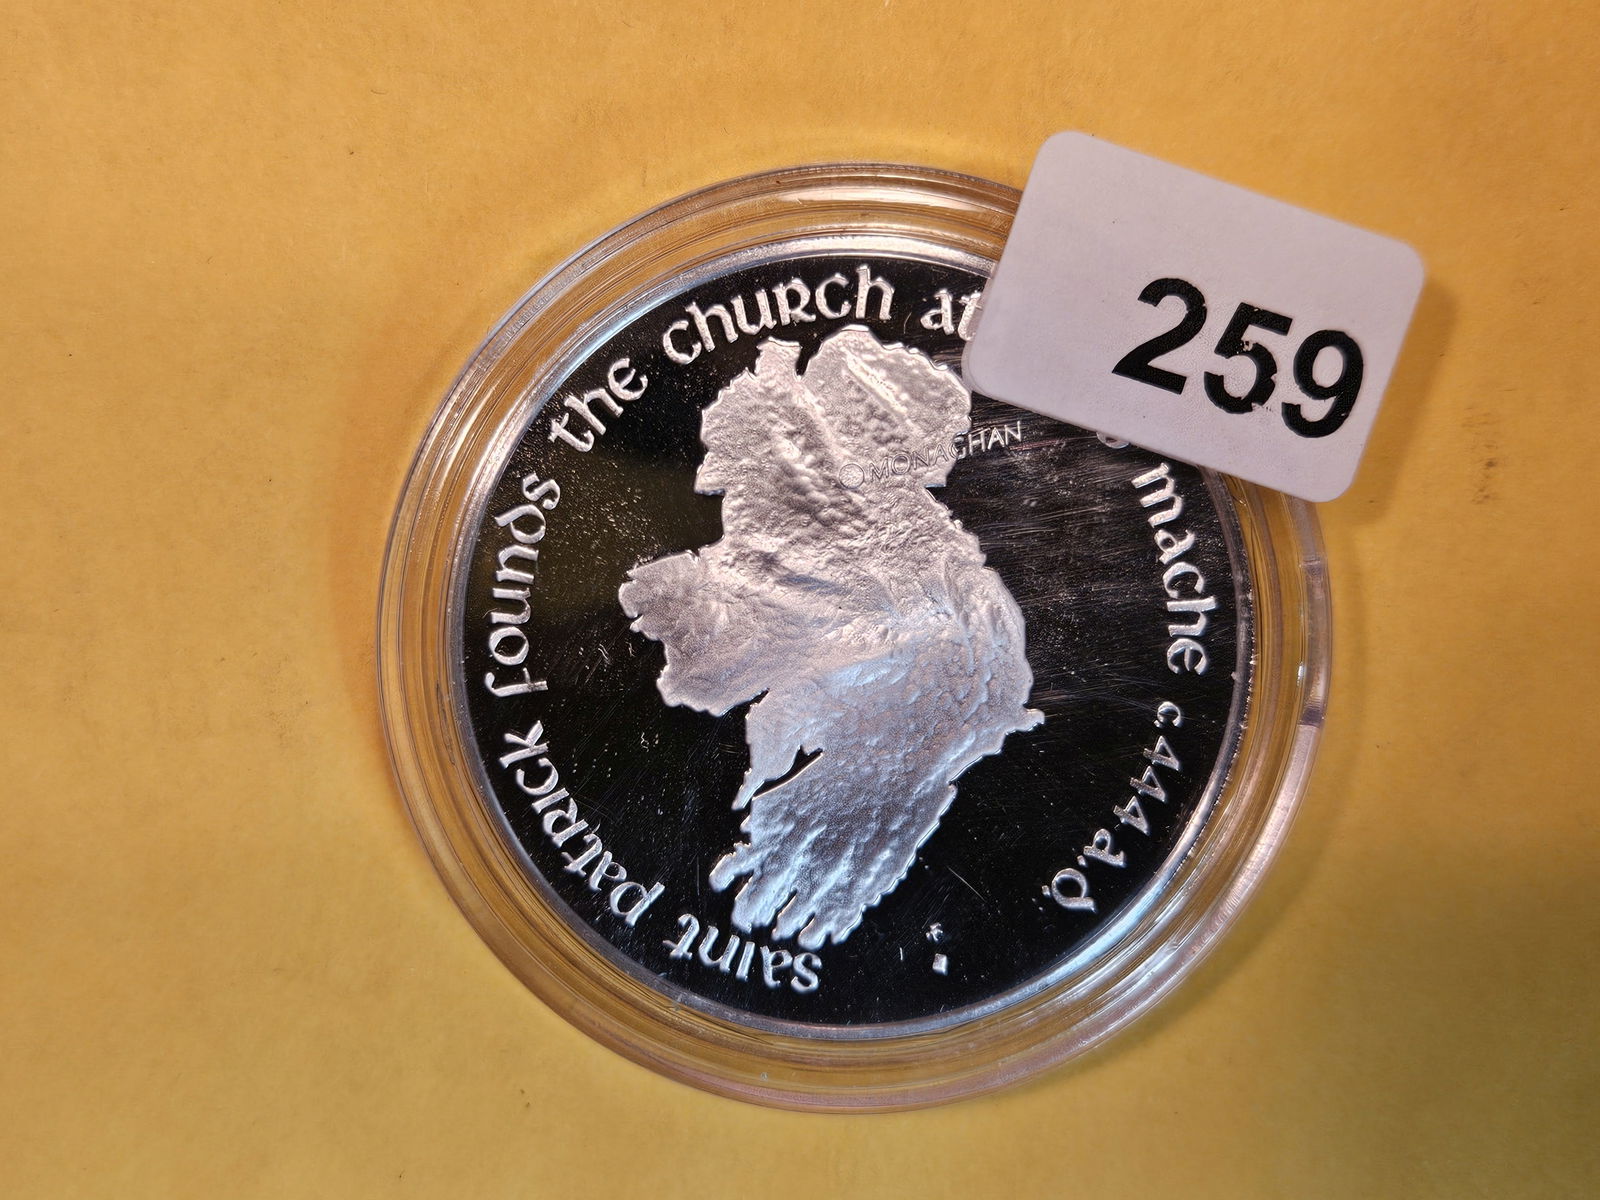 saint patrick founds the church at mache c.444 a.d.
MONAGHAN
259